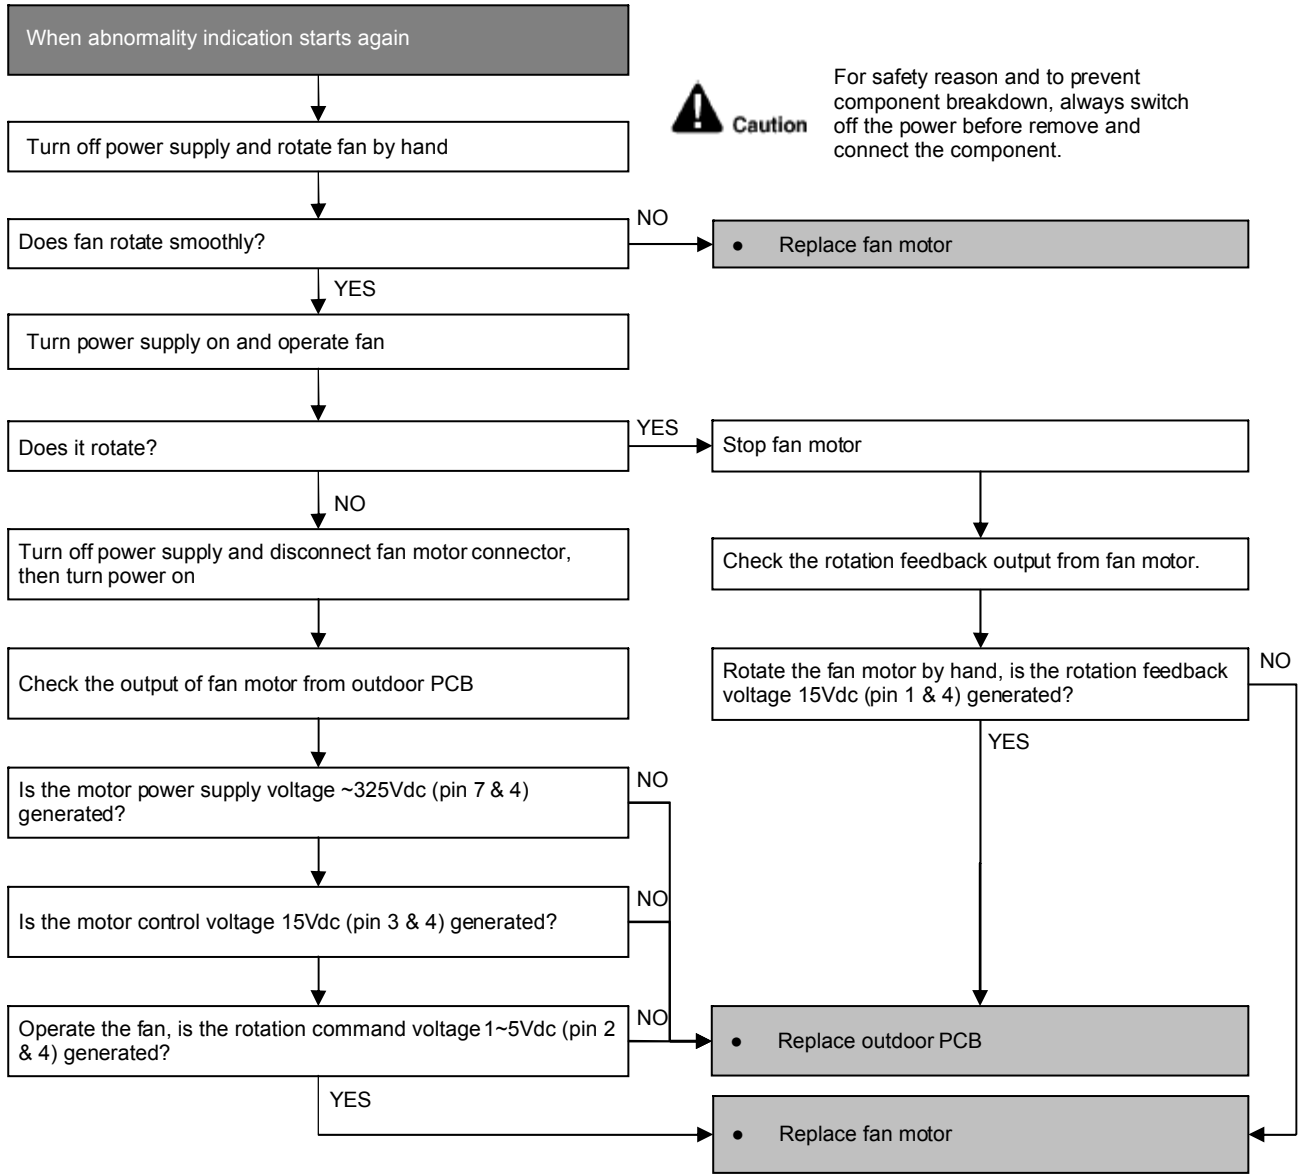 When abnormality indication starts again
For safety reason and to prevent
component breakdown, always switch
off the power before remove and
connect the component.
Caution
Turn off power supply and rotate fan by hand
Does fan rotate smoothly?
NO
● Replace fan motor
YES
Turn power supply on and operate fan
Does it rotate?
YES
Stop fan motor
NO
Turn off power supply and disconnect fan motor connector,
then turn power on
Check the rotation feedback output from fan motor.
Check the output of fan motor from outdoor PCB
Rotate the fan motor by hand, is the rotation feedback
voltage 15Vdc (pin 1 & 4) generated?
NO
YES
Is the motor power supply voltage ~325Vdc (pin 7 & 4)
generated?
NO
Is the motor control voltage 15Vdc (pin 3 & 4) generated?
NO
Operate the fan, is the rotation command voltage 1~5Vdc (pin 2
& 4) generated?
NO
● Replace outdoor PCB
YES
● Replace fan motor